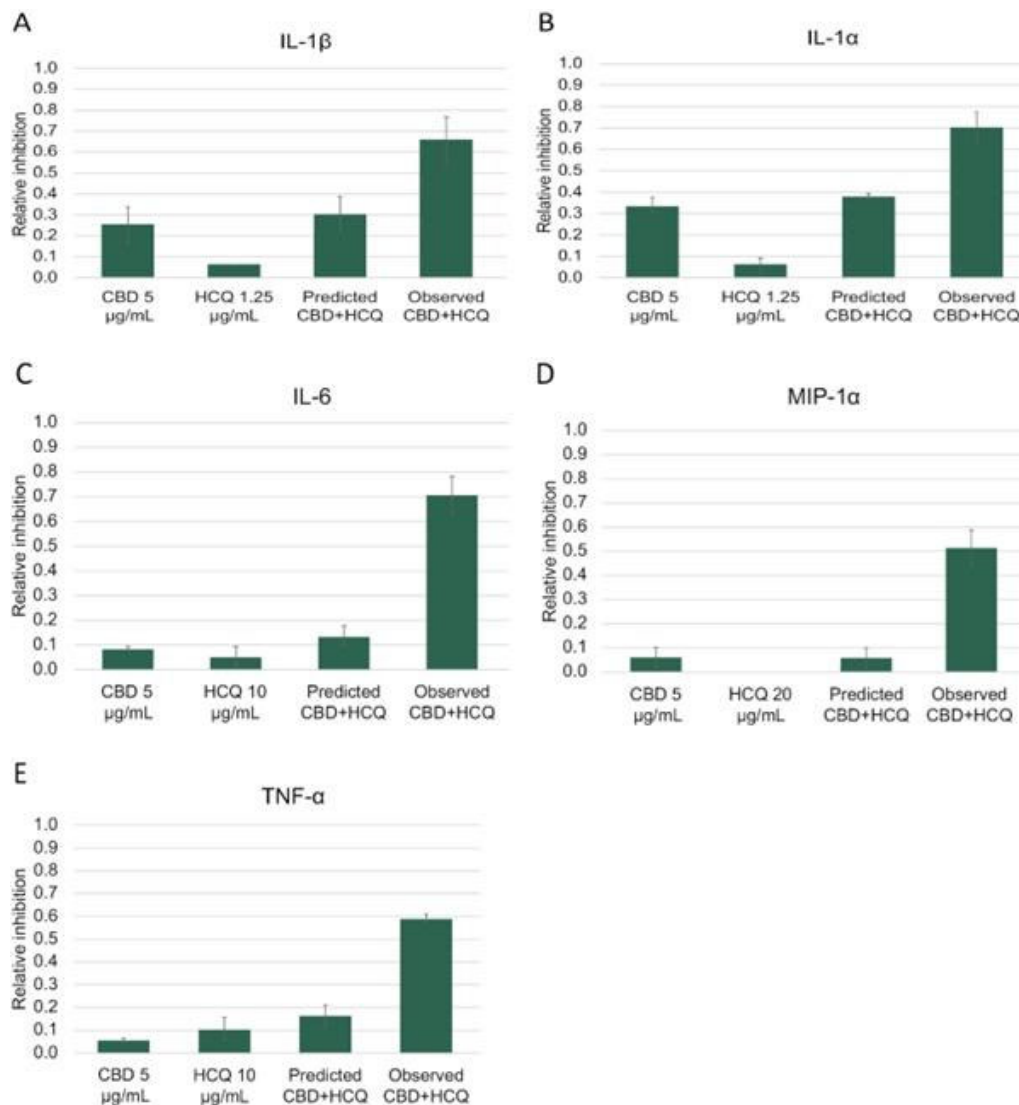 A
IL-1β
Relative inhibition
1.0
0.9
0.8
0.7
0.6
0.5
0.4
0.3
0.2
0.1
0.0
CBD 5 HCQ 1.25 Predicted Observed
µg/mL µg/mL CBD+HCQ CBD+HCQ
B
IL-1α
Relative inhibition
1.0
0.9
0.8
0.7
0.6
0.5
0.4
0.3
0.2
0.1
0.0
CBD 5 HCQ 1.25 Predicted Observed
µg/mL µg/mL CBD+HCQ CBD+HCQ
C
IL-6
Relative inhibition
1.0
0.9
0.8
0.7
0.6
0.5
0.4
0.3
0.2
0.1
0.0
CBD 5 HCQ 10 Predicted Observed
µg/mL µg/mL CBD+HCQ CBD+HCQ
D
MIP-1α
Relative inhibition
1.0
0.9
0.8
0.7
0.6
0.5
0.4
0.3
0.2
0.1
0.0
CBD 5 HCQ 20 Predicted Observed
µg/mL µg/mL CBD+HCQ CBD+HCQ
E
TNF-α
Relative inhibition
1.0
0.9
0.8
0.7
0.6
0.5
0.4
0.3
0.2
0.1
0.0
CBD 5 HCQ 10 Predicted Observed
µg/mL µg/mL CBD+HCQ CBD+HCQ